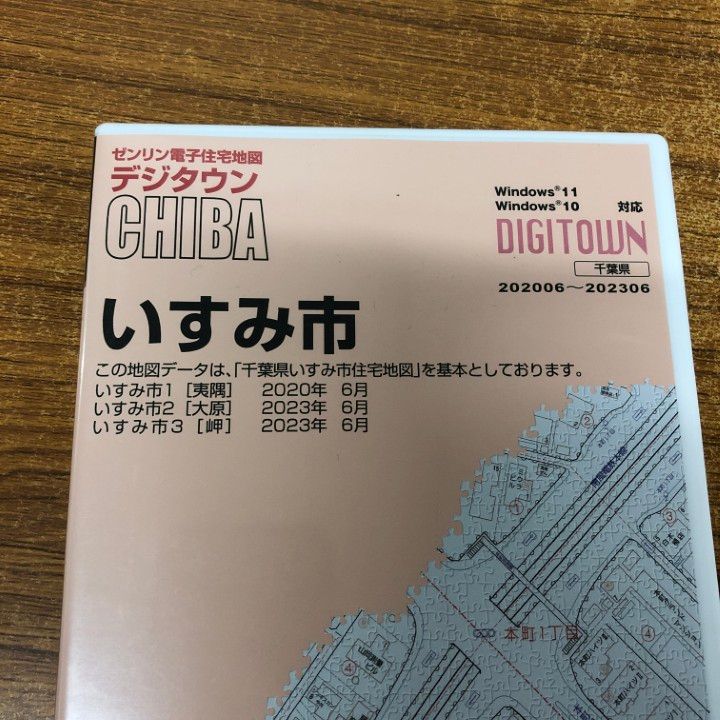 ゼンリン電子住宅地図
デジタウン
CHIBA
Windows®11
Windows®10 対応
DIGITOWN
千葉県
202006～202306
いすみ市
この地図データは、「千葉県いすみ市住宅地図」を基本としております。
いすみ市1 [夷隅] 2020年 6月
いすみ市2 [大原] 2023年 6月
いすみ市3 [岬] 2023年 6月
②
①
③
本町1丁目
④
④